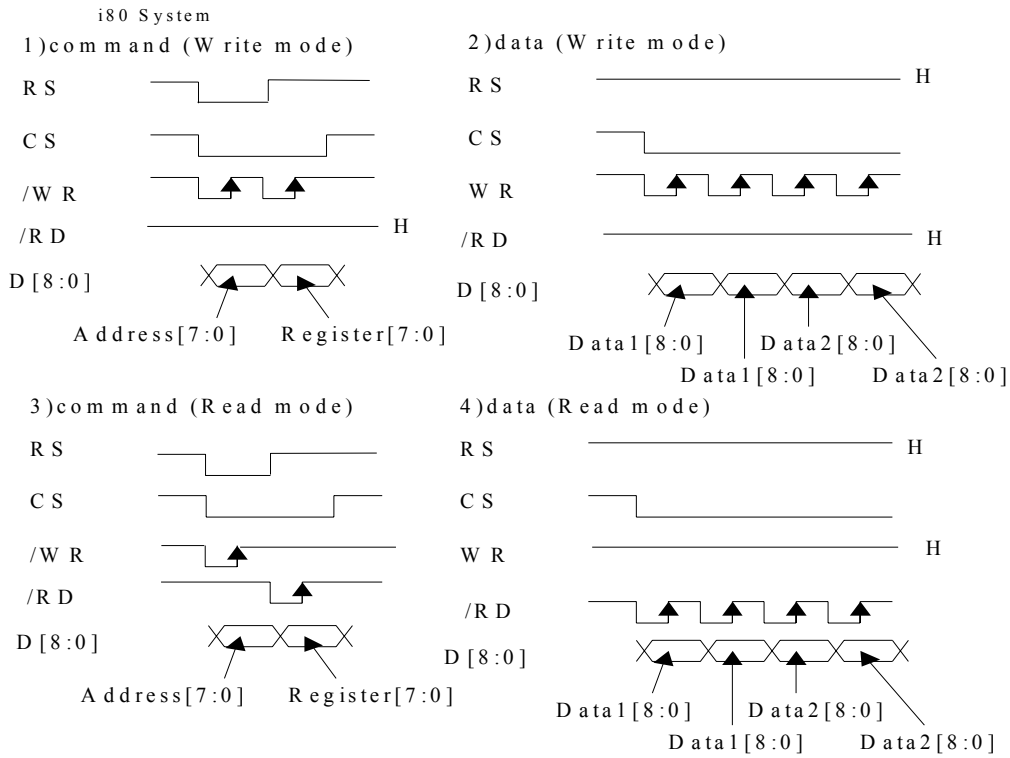 i80 System
1)command (Write mode)
RS
CS
/WR
/RD
H
D[8:0]
Address[7:0]
Register[7:0]
2)data (Write mode)
RS
H
CS
WR
/RD
H
D[8:0]
Data1[8:0]
Data2[8:0]
Data1[8:0]
Data2[8:0]
3)command (Read mode)
RS
CS
/WR
/RD
D[8:0]
Address[7:0]
Register[7:0]
4)data (Read mode)
RS
H
CS
WR
H
/RD
D[8:0]
Data1[8:0]
Data2[8:0]
Data1[8:0]
Data2[8:0]